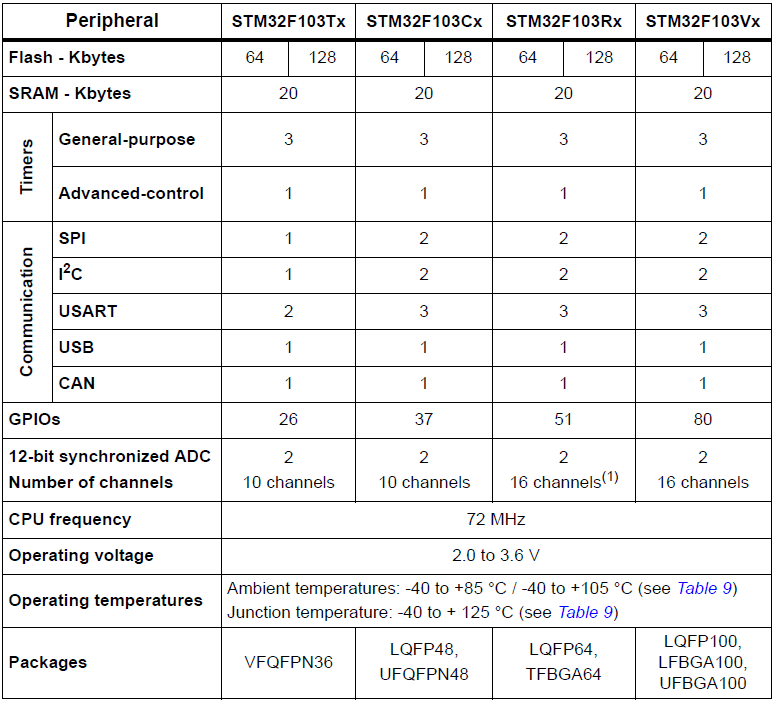 Peripheral STM32F103Tx STM32F103Cx STM32F103Rx STM32F103Vx
Flash - Kbytes 64 128 64 128 64 128 64 128
SRAM - Kbytes 20 20 20 20
Timers
General-purpose 3 3 3 3
Advanced-control 1 1 1 1
Communication
SPI 1 2 2 2
I2C 1 2 2 2
USART 2 3 3 3
USB 1 1 1 1
CAN 1 1 1 1
GPIOs 26 37 51 80
12-bit synchronized ADC 2 2 2 2
Number of channels 10 channels 10 channels 16 channels(1) 16 channels
CPU frequency 72 MHz
Operating voltage 2.0 to 3.6 V
Operating temperatures
Ambient temperatures: -40 to +85 °C / -40 to +105 °C (see Table 9)
Junction temperature: -40 to + 125 °C (see Table 9)
Packages
VFQFPN36
LQFP48,
UFQFPN48
LQFP64,
TFBGA64
LQFP100,
LFBGA100,
UFBGA100